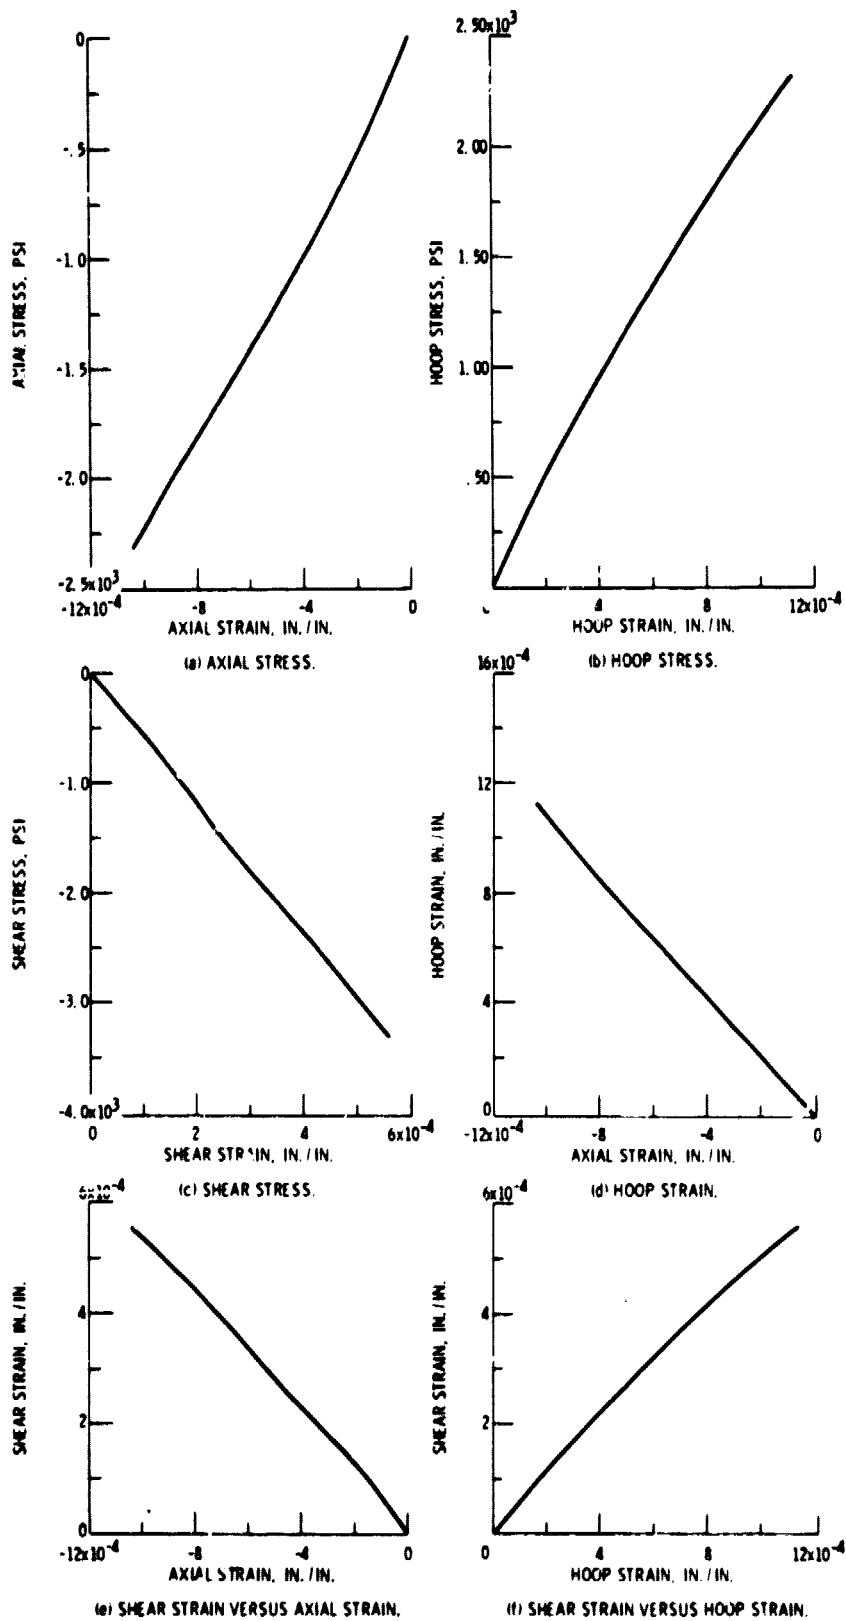 0
-.5
-1.0
-1.5
-2.0
-2.5x10³
AXIAL STRESS, PSI
-12x10⁻⁴ -8 -4 0
AXIAL STRAIN, IN./IN.
(a) AXIAL STRESS.
2.50x10³
2.00
1.50
1.00
.50
HOOP STRESS, PSI
4 8 12x10⁻⁴
HOOP STRAIN, IN./IN.
(b) HOOP STRESS.
0
-1.0
-2.0
-3.0
-4.0x10³
SHEAR STRESS, PSI
0 2 4 6x10⁻⁴
SHEAR STRAIN, IN./IN.
(c) SHEAR STRESS.
16x10⁻⁴
12
8
4
0
HOOP STRAIN, IN./IN.
-12x10⁻⁴ -8 -4 0
AXIAL STRAIN, IN./IN.
(d) HOOP STRAIN.
6x10⁻⁴
4
2
0
SHEAR STRAIN, IN./IN.
-12x10⁻⁴ -8 -4 0
AXIAL STRAIN, IN./IN.
(e) SHEAR STRAIN VERSUS AXIAL STRAIN.
6x10⁻⁴
4
2
SHEAR STRAIN, IN./IN.
0 4 8 12x10⁻⁴
HOOP STRAIN, IN./IN.
(f) SHEAR STRAIN VERSUS HOOP STRAIN.